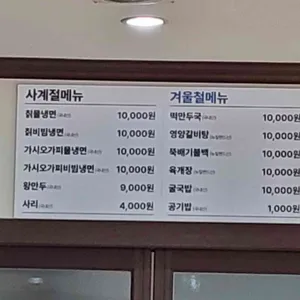 사계절메뉴
칡물냉면 10,000원
칡비빔냉면 10,000원
가시오가피물냉면 10,000원
가시오가피비빔냉면 10,000원
왕만두 9,000원
사리 4,000원
겨울철메뉴
떡만두국 10,000원
영양갈비탕 10,000원
뚝배기불백 10,000원
육개장 10,000원
굴국밥 10,000원
공기밥 1,000원